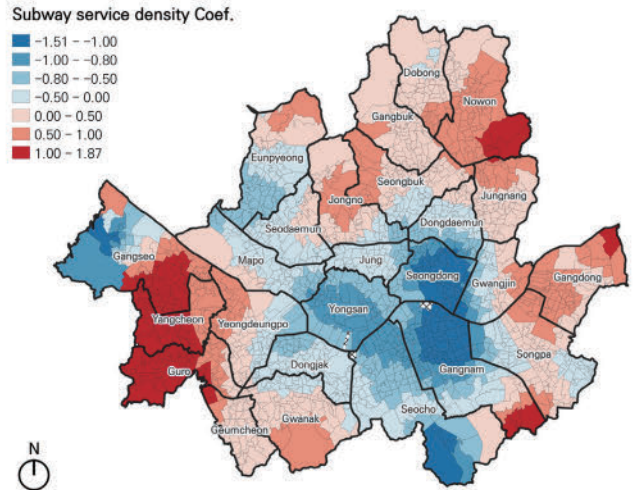 Subway service density Coef.
-1.51 - -1.00
-1.00 - -0.80
-0.80 - -0.50
-0.50 - 0.00
0.00 - 0.50
0.50 - 1.00
1.00 - 1.87
Dobong
Nowon
Gangbuk
Eunpyeong
Seongbuk
Jungnang
Jongno
Dongdaemun
Seodaemun
Gangseo
Mapo
Jung
Seongdong
Gwangjin
Gangdong
Yangcheon
Yeongdeungpo
Yongsan
Songpa
Guro
Dongjak
Gangnam
Seocho
Gwanak
Geumcheon
N